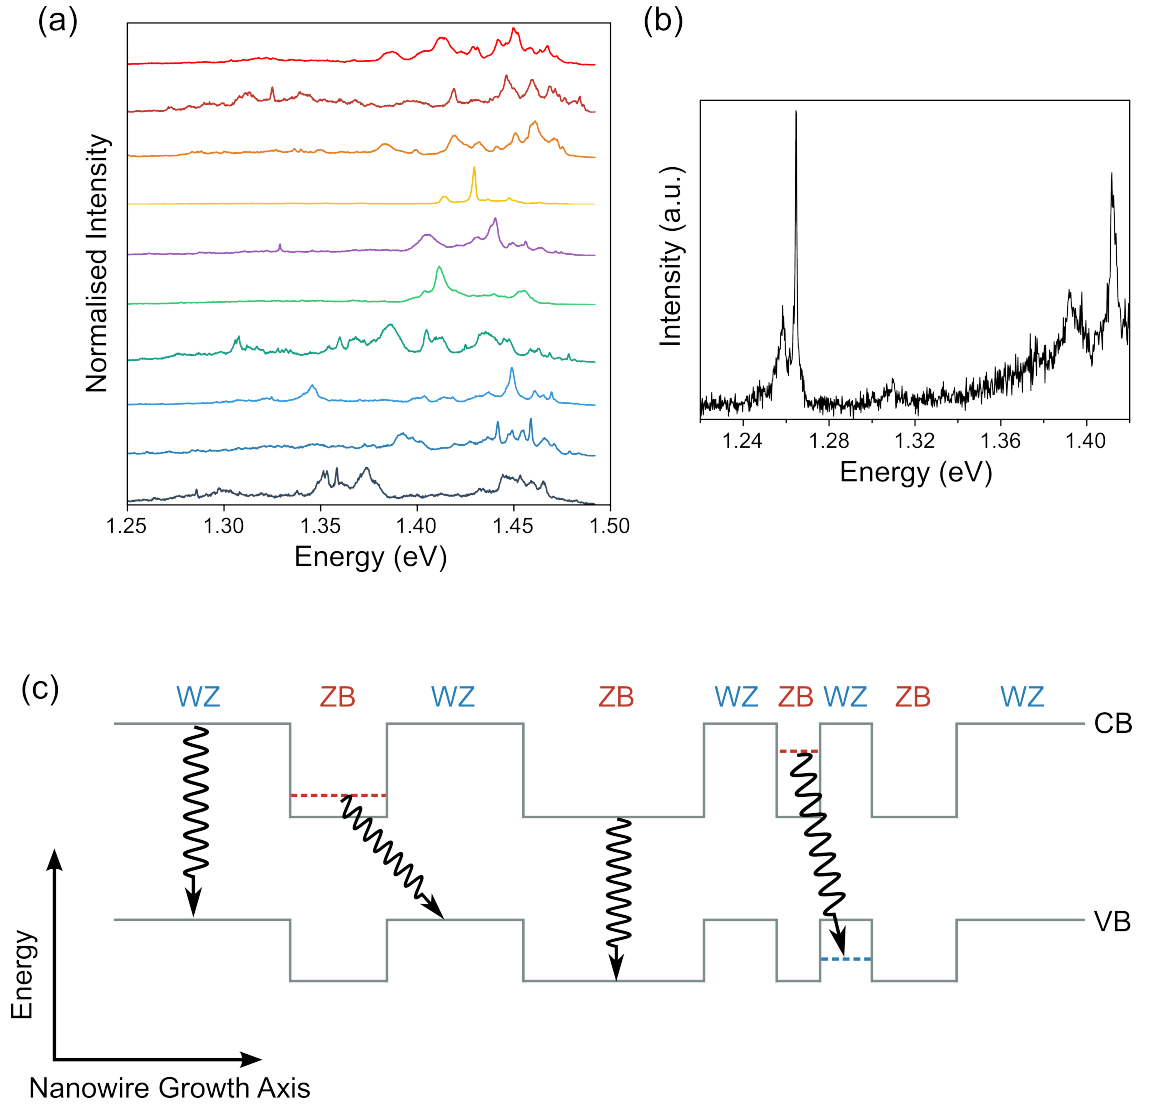 (a)
Normalised Intensity
1.25 1.30 1.35 1.40 1.45 1.50
Energy (eV)
(b)
Intensity (a.u.)
1.24 1.28 1.32 1.36 1.40
Energy (eV)
(c)
WZ ZB WZ ZB WZ ZB WZ ZB WZ
CB
VB
Energy
Nanowire Growth Axis